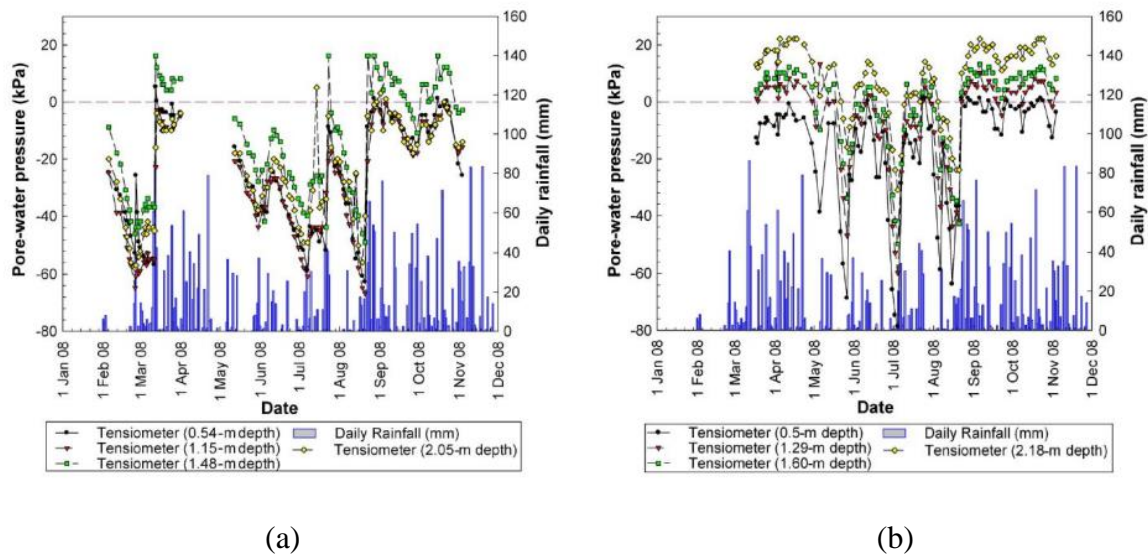 160
20
140
0
120
100
-20
80
-40
60
40
-60
20
-80
0
Pore-water pressure (kPa)
Daily rainfall (mm)
1 Jan 08
1 Feb 08
1 Mar 08
1 Apr 08
1 May 08
1 Jun 08
1 Jul 08
1 Aug 08
1 Sep 08
1 Oct 08
1 Nov 08
1 Dec 08
Date
Tensiometer (0.54-m depth)
Daily Rainfall (mm)
Tensiometer (1.15-m depth)
Tensiometer (2.05-m depth)
Tensiometer (1.48-m depth)
(a)
160
20
140
0
120
100
-20
80
-40
60
40
-60
20
-80
0
Pore-water pressure (kPa)
Daily rainfall (mm)
1 Jan 08
1 Feb 08
1 Mar 08
1 Apr 08
1 May 08
1 Jun 08
1 Jul 08
1 Aug 08
1 Sep 08
1 Oct 08
1 Nov 08
1 Dec 08
Date
Tensiometer (0.5-m depth)
Daily Rainfall (mm)
Tensiometer (1.29-m depth)
Tensiometer (2.18-m depth)
Tensiometer (1.60-m depth)
(b)